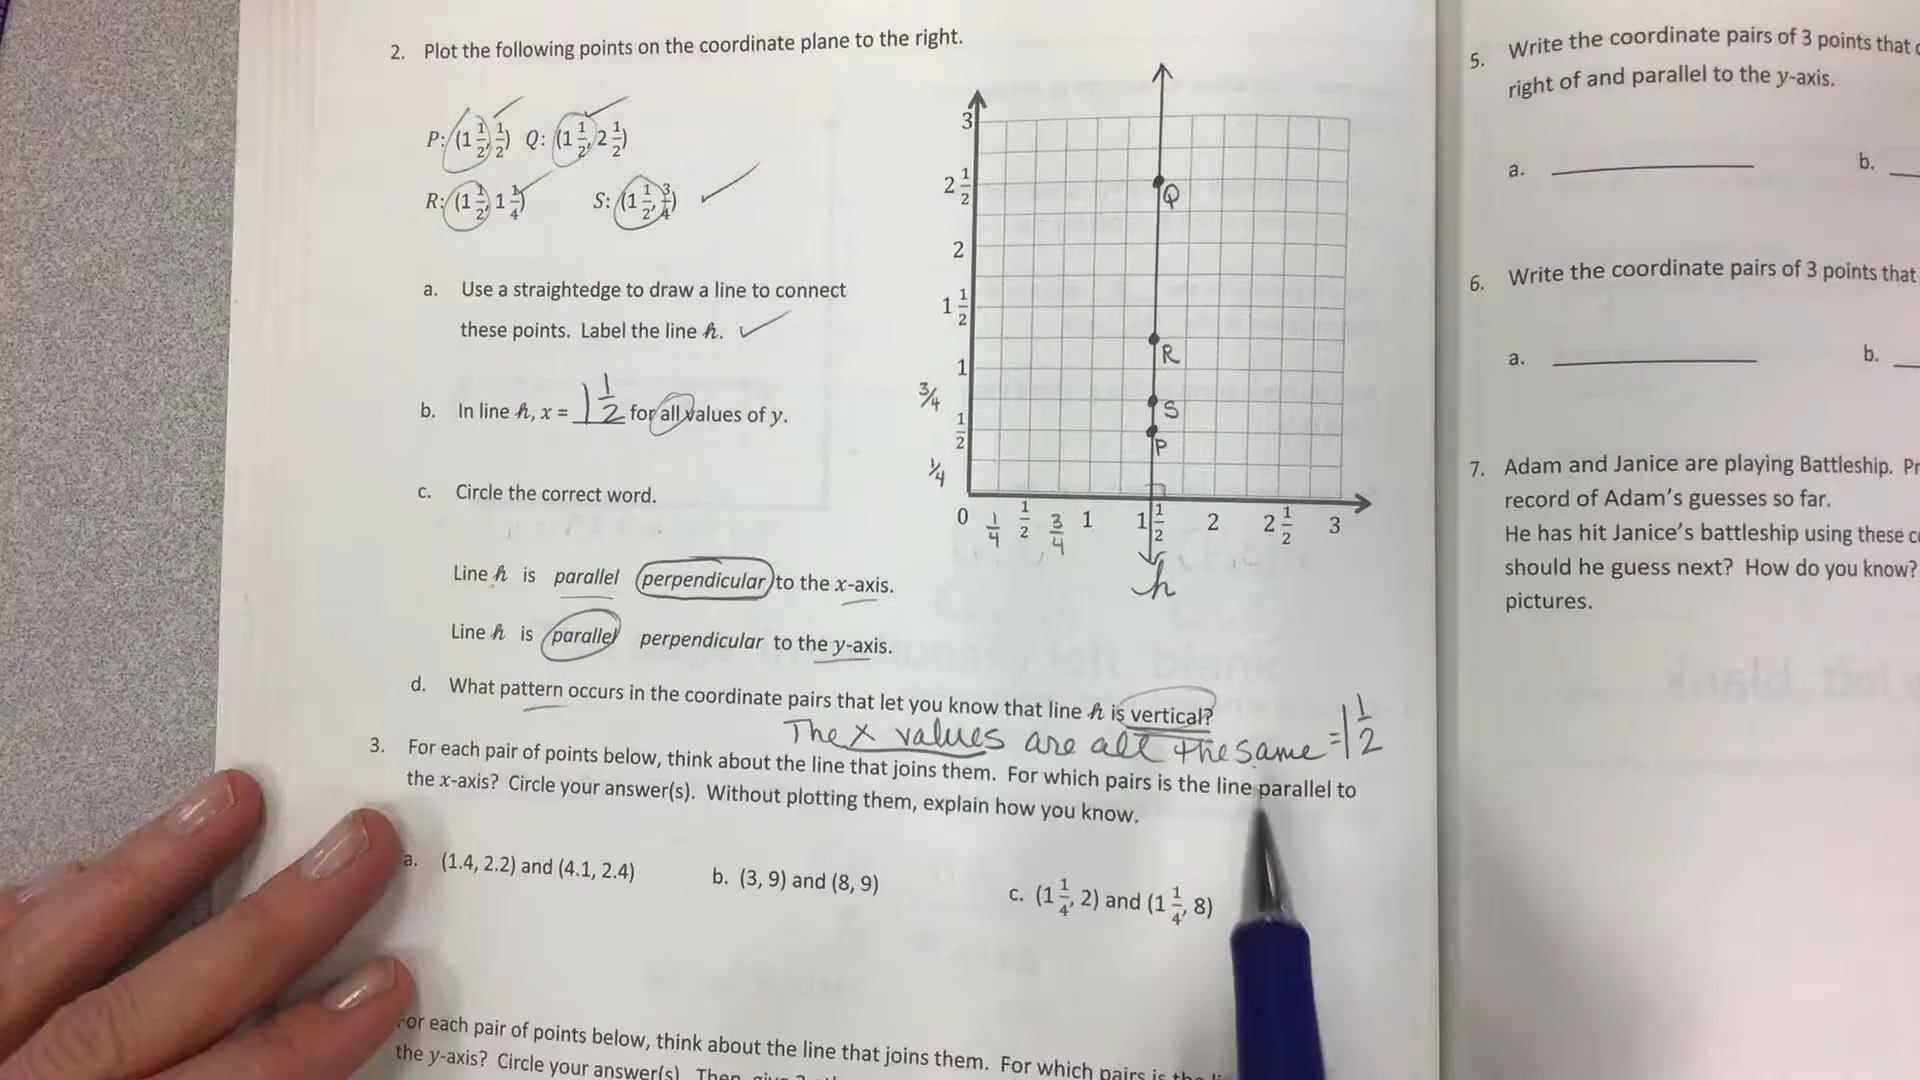 2. Plot the following points on the coordinate plane to the right.
P: (1 1/2, 1/2) Q: (1 1/2, 2 1/2)
R: (1 1/2, 1 1/4) S: (1 1/2, 3/4)
a. Use a straightedge to draw a line to connect
these points. Label the line h.
b. In line h, x = 1 1/2 for all values of y.
c. Circle the correct word.
Line h is parallel perpendicular to the x-axis.
Line h is parallel perpendicular to the y-axis.
d. What pattern occurs in the coordinate pairs that let you know that line h is vertical?
The x values are all the same = 1 1/2
3
2 1/2
2
1 1/2
1
3/4
1/2
1/4
0 1/4 1/2 3/4 1 1 1/2 2 2 1/2 3
Q
R
S
P
h
3. For each pair of points below, think about the line that joins them. For which pairs is the line parallel to
the x-axis? Circle your answer(s). Without plotting them, explain how you know.
a. (1.4, 2.2) and (4.1, 2.4) b. (3, 9) and (8, 9) c. (1 1/4, 2) and (1 1/4, 8)
For each pair of points below, think about the line that joins them. For which pairs is the
the y-axis? Circle your answer(s). Then
5. Write the coordinate pairs of 3 points that
right of and parallel to the y-axis.
a. b.
6. Write the coordinate pairs of 3 points that
a. b.
7. Adam and Janice are playing Battleship.
record of Adam's guesses so far.
He has hit Janice's battleship using these
should he guess next? How do you know?
pictures.